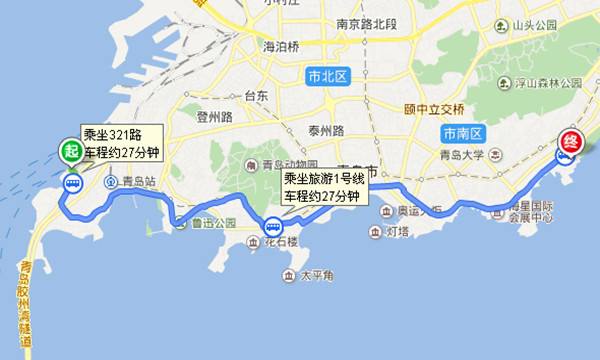 南京路北段
山头公园
海泊桥
市北区
浮山森林公园
台东
登州路
颐中立交桥
泰州路
市南区
乘坐321路
车程约27分钟
起
终
青岛大学
青岛动物园
青岛站
乘坐旅游1号线
车程约27分钟
鲁迅公园
奥运火炬
海星国际
会展中心
灯塔
花石楼
太平角
青岛胶州湾隧道